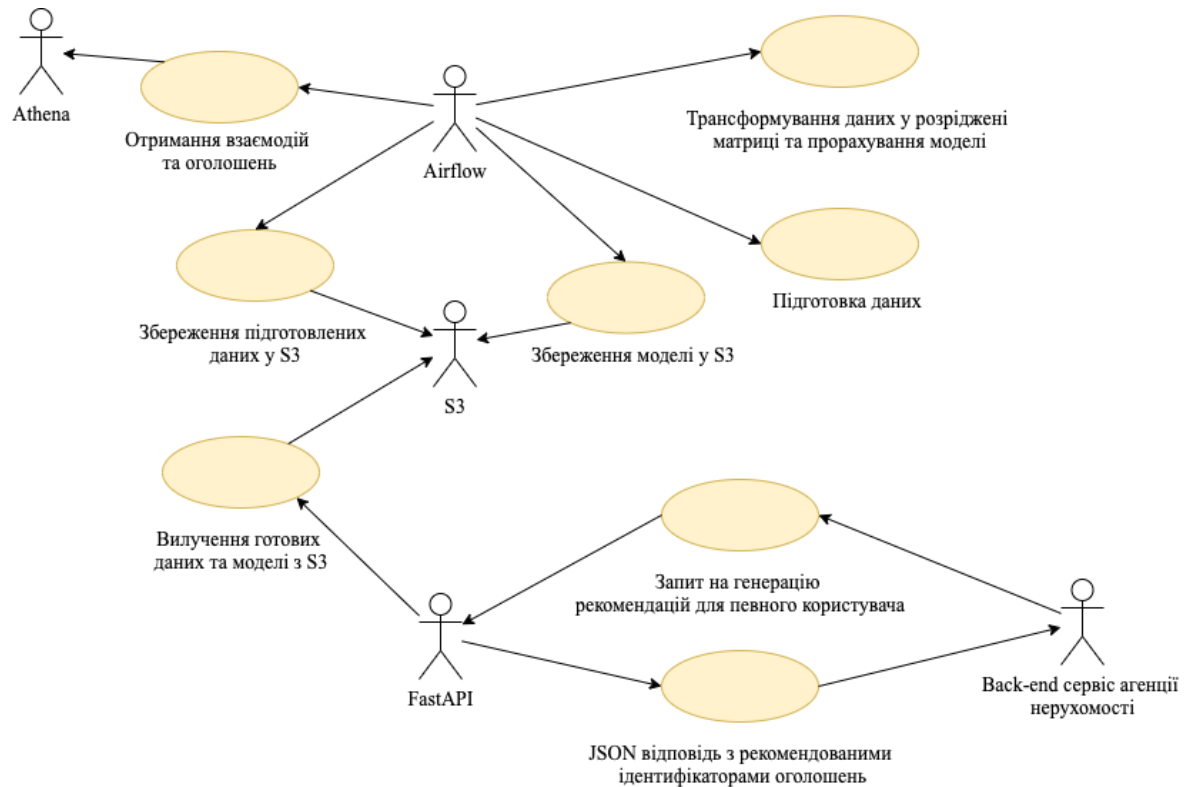 Athena
Отримання взаємодій
та оголошень
Airflow
Трансформування даних у розріджені
матриці та прорахування моделі
Підготовка даних
Збереження підготовлених
даних у S3
Збереження моделі у S3
S3
Вилучення готових
даних та моделі з S3
Запит на генерацію
рекомендацій для певного користувача
FastAPI
Back-end сервіс агенції
нерухомості
JSON відповідь з рекомендованими
ідентифікаторами оголошень